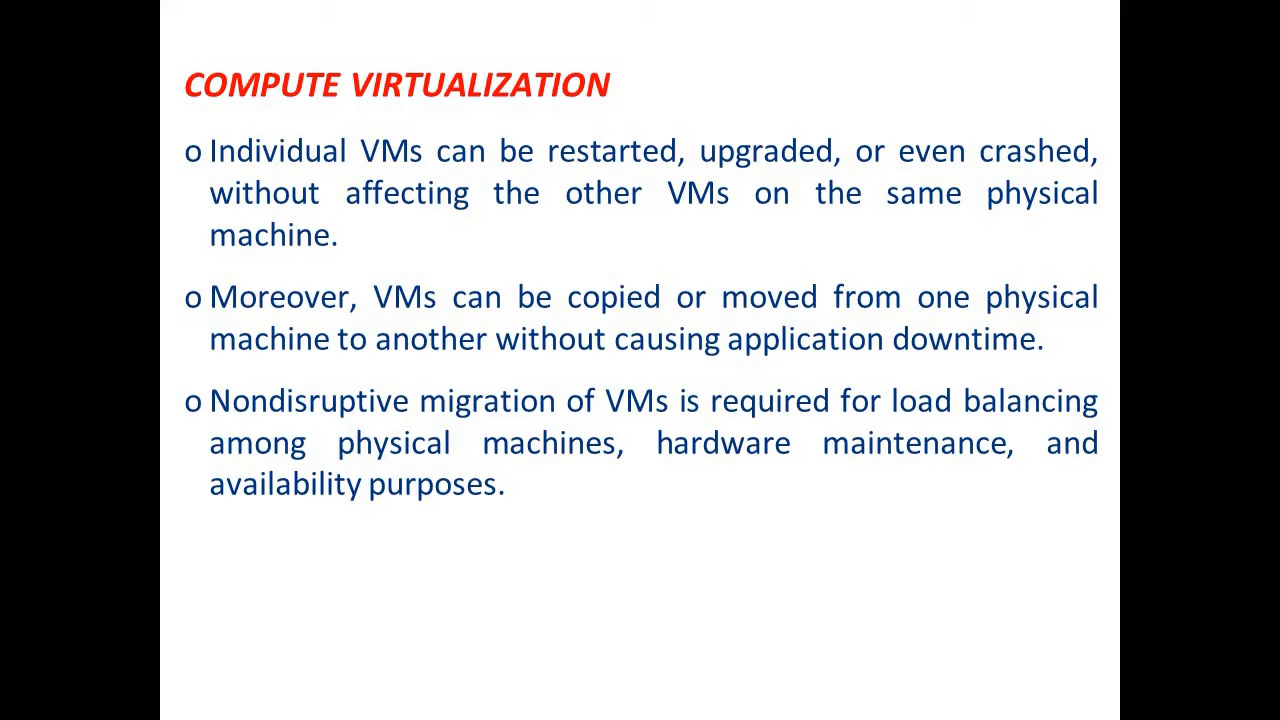 COMPUTE VIRTUALIZATION
o Individual VMs can be restarted, upgraded, or even crashed,
without affecting the other VMs on the same physical
machine.
o Moreover, VMs can be copied or moved from one physical
machine to another without causing application downtime.
o Nondisruptive migration of VMs is required for load balancing
among physical machines, hardware maintenance, and
availability purposes.